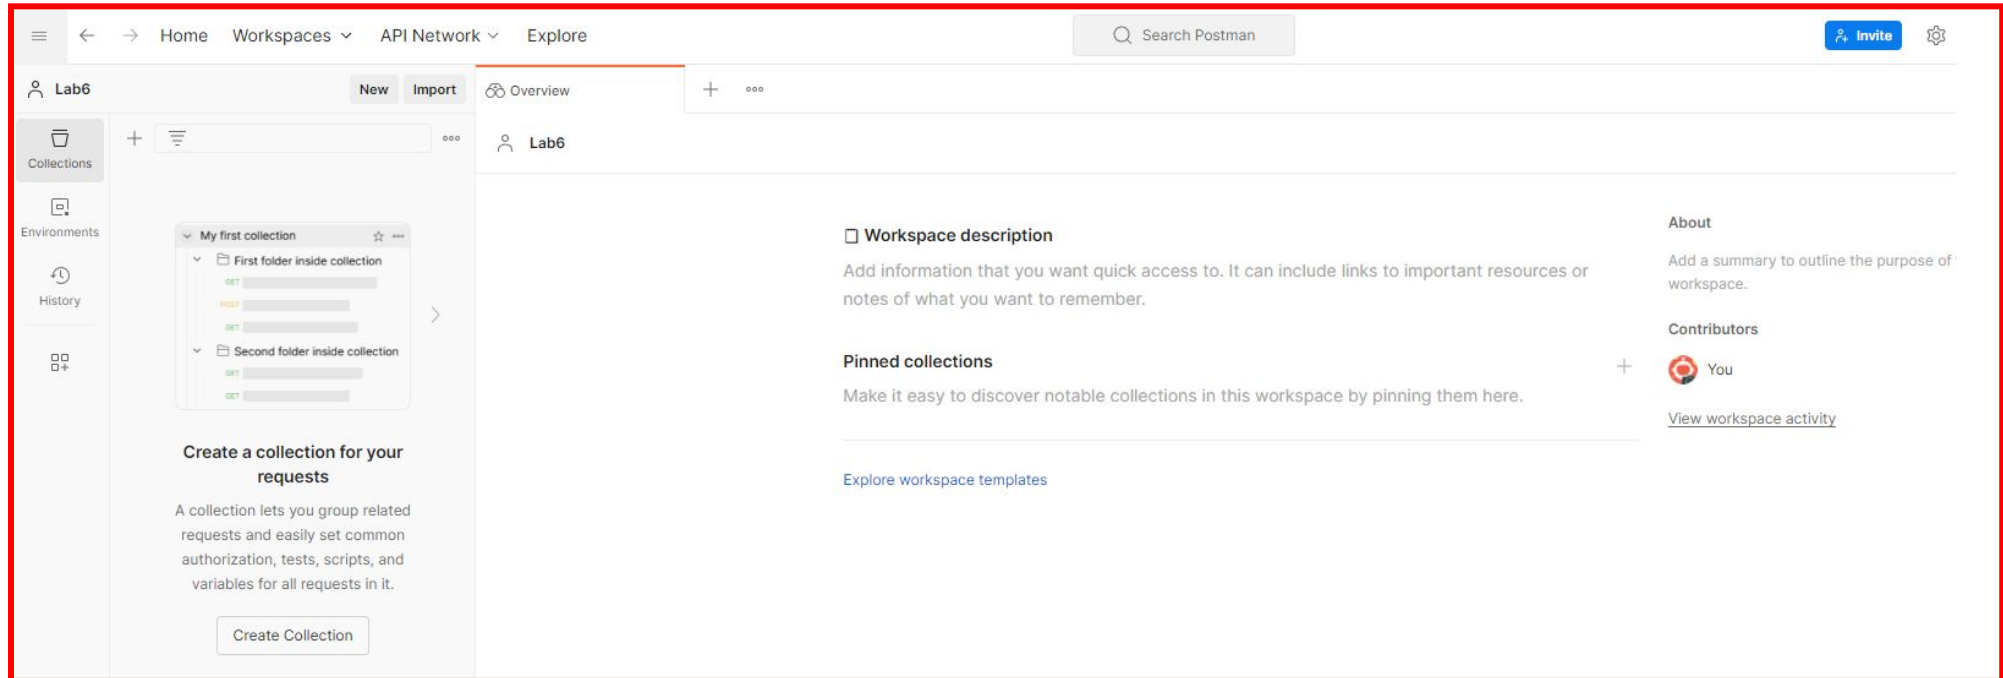 Home Workspaces API Network Explore
Search Postman
Invite
Lab6
New Import
Overview
Collections
Environments
History
My first collection
First folder inside collection
GET
POST
GET
Second folder inside collection
GET
GET
Create a collection for your
requests
A collection lets you group related
requests and easily set common
authorization, tests, scripts, and
variables for all requests in it.
Create Collection
Lab6
Workspace description
Add information that you want quick access to. It can include links to important resources or
notes of what you want to remember.
Pinned collections
Make it easy to discover notable collections in this workspace by pinning them here.
Explore workspace templates
About
Add a summary to outline the purpose of
workspace.
Contributors
You
View workspace activity